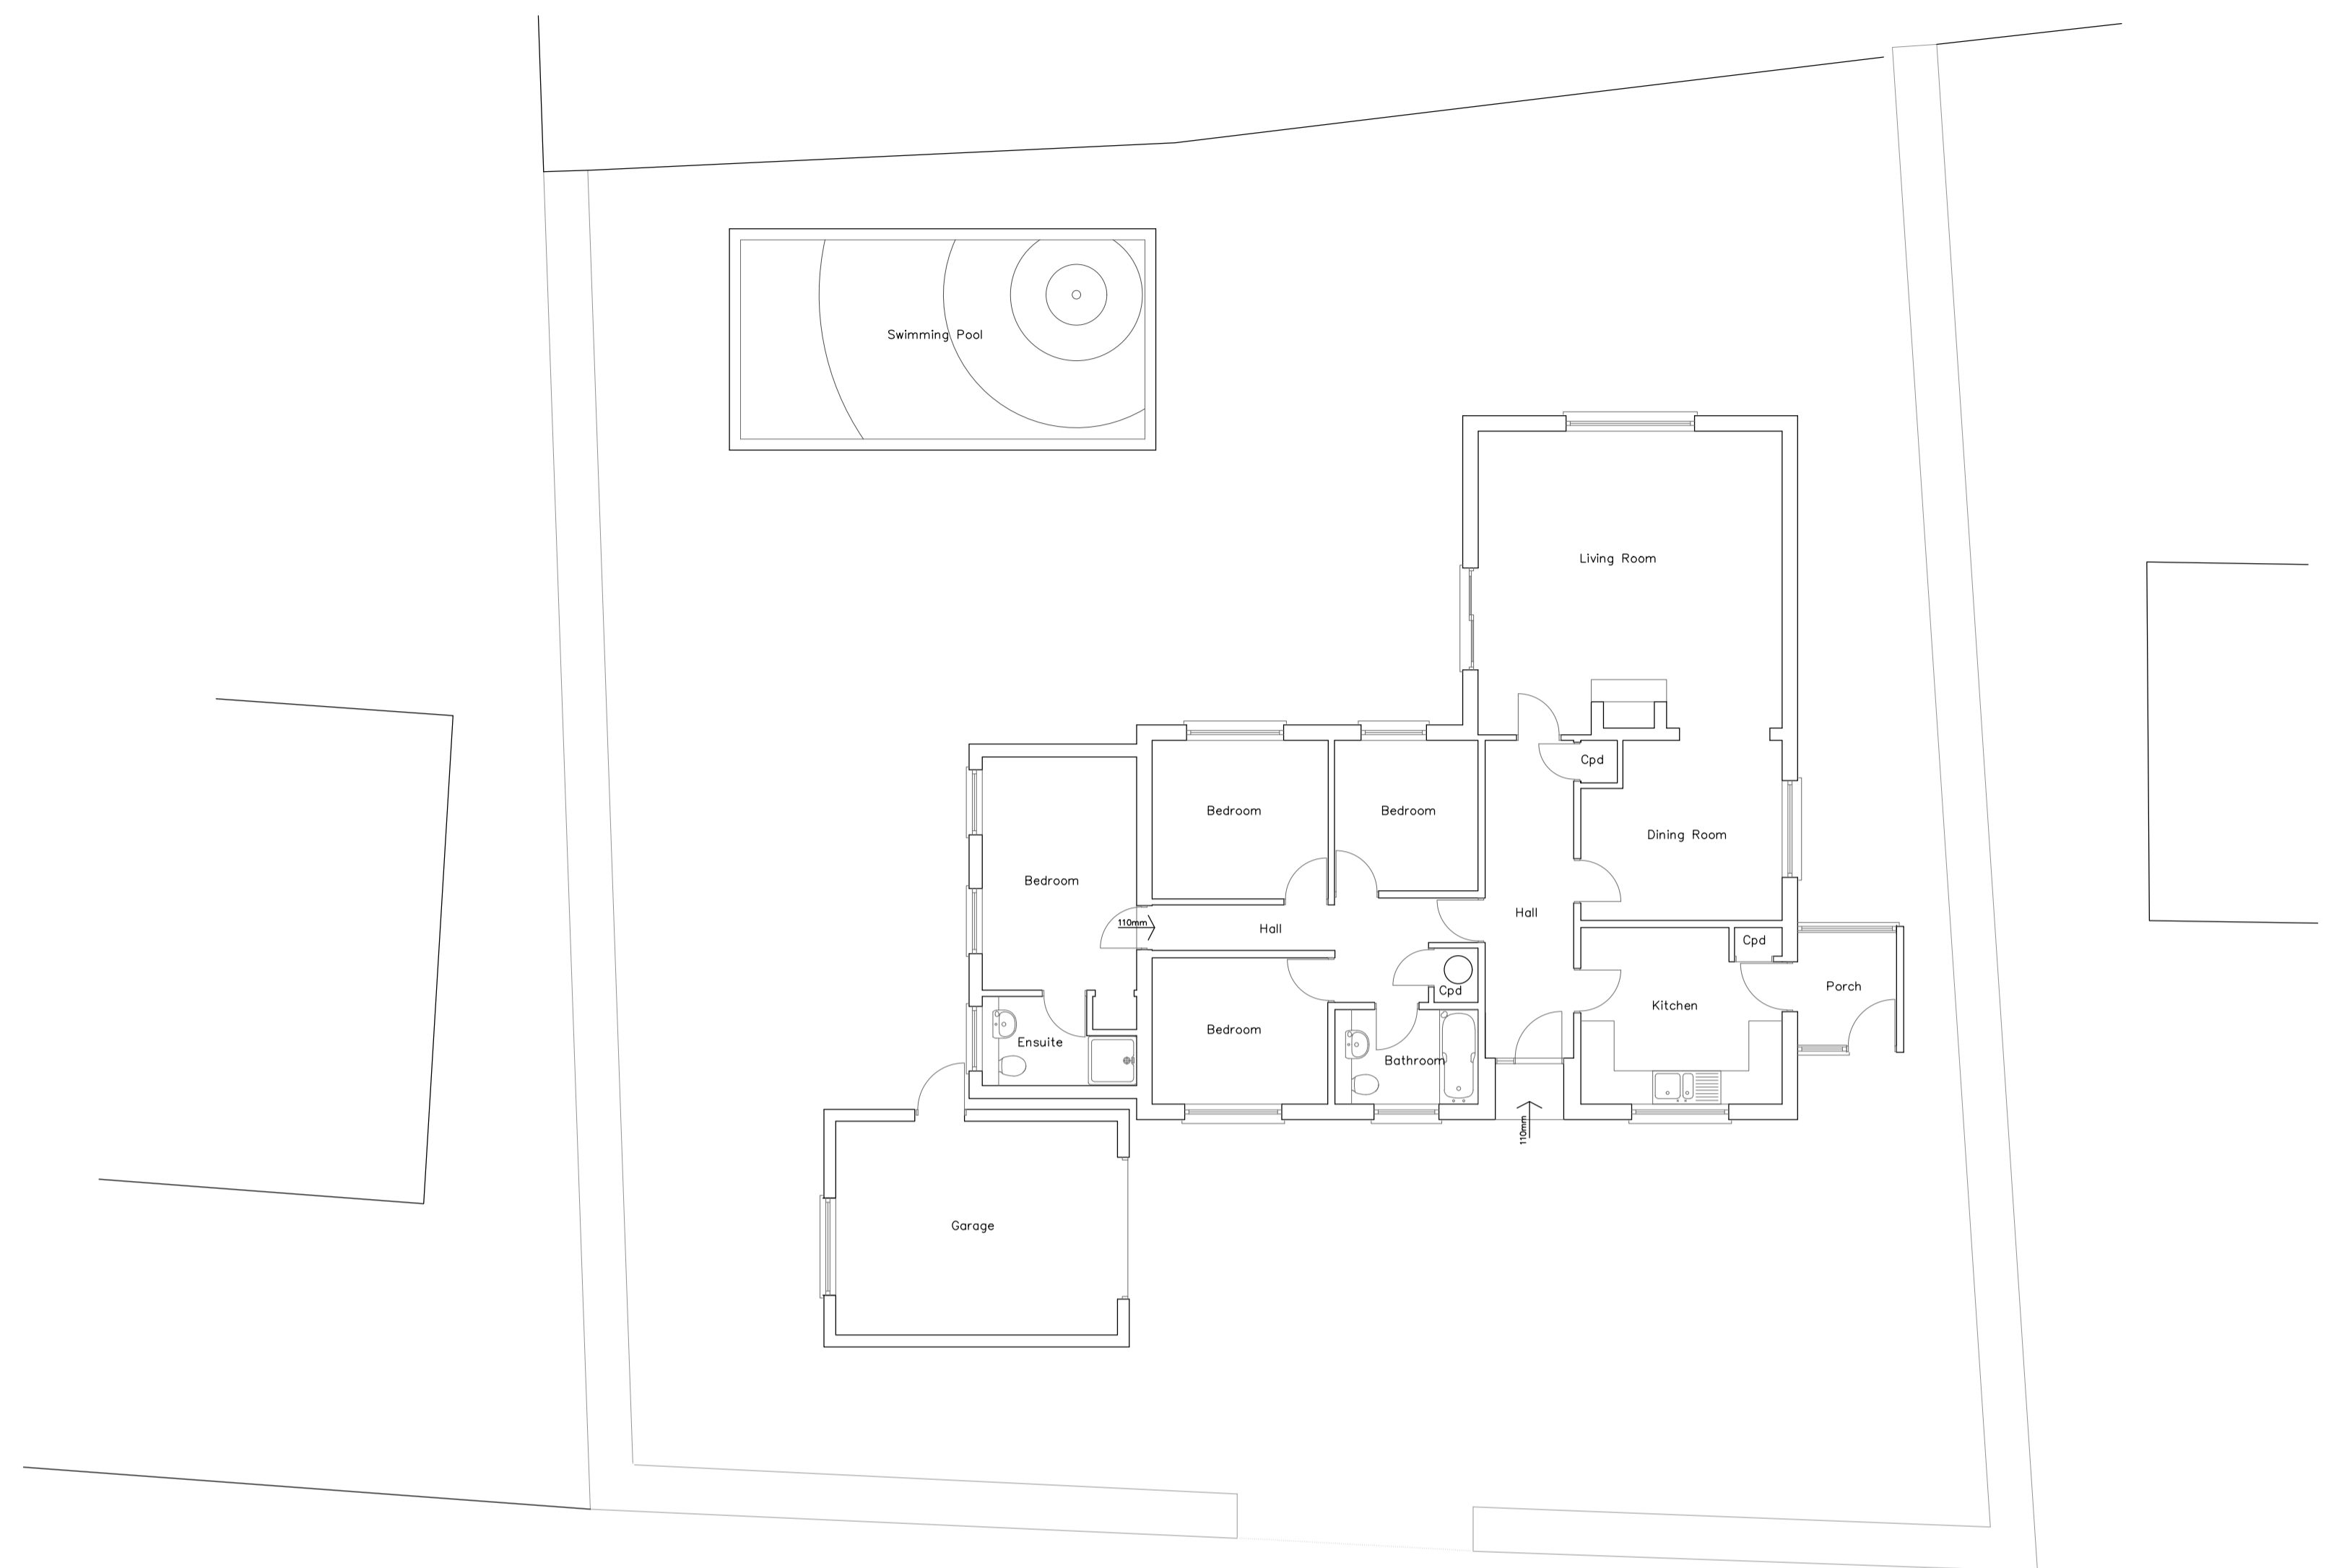 Swimming Pool
Living Room
Cpd
Bedroom
Bedroom
Dining Room
Bedroom
Hall
110mm
Hall
Cpd
Porch
Cpd
Kitchen
Bedroom
Ensuite
Bathroom
110mm
Garage